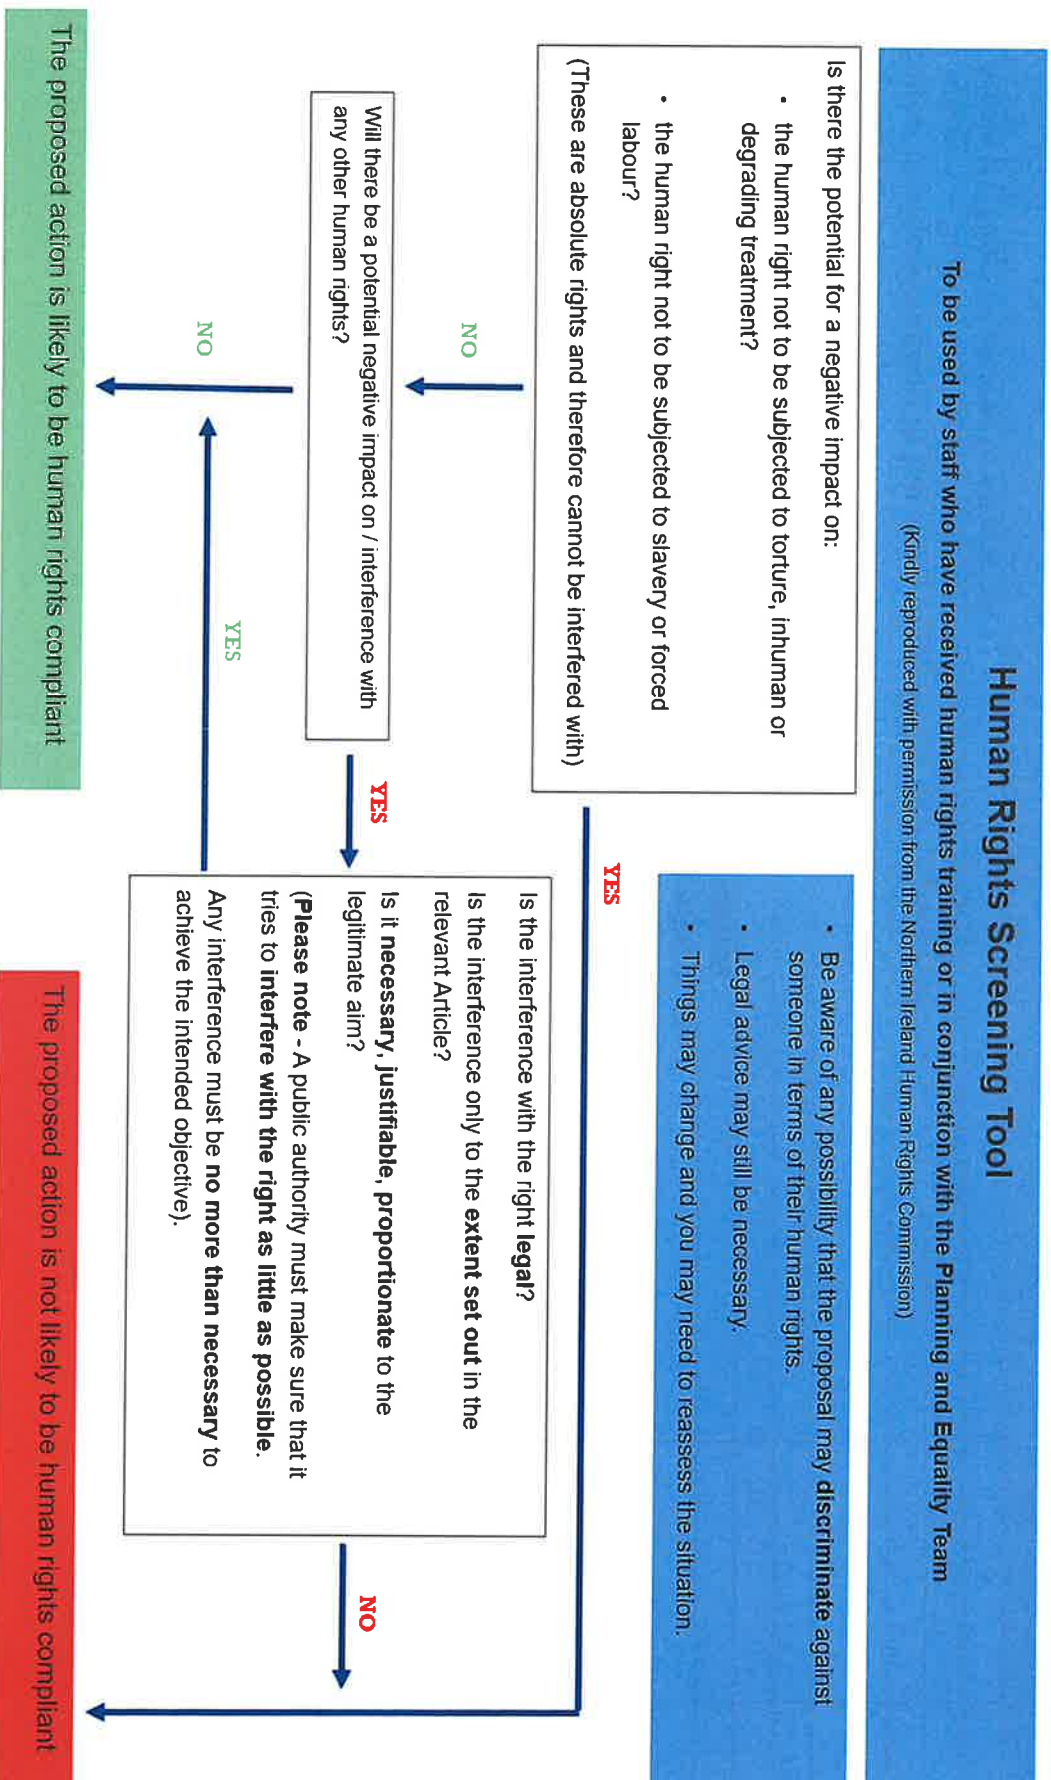 Human Rights Screening Tool
To be used by staff who have received human rights training or in conjunction with the Planning and Equality Team
(Kindly reproduced with permission from the Northern Ireland Human Rights Commission)
Is there the potential for a negative impact on:
• the human right not to be subjected to torture, inhuman or
degrading treatment?
• the human right not to be subjected to slavery or forced
labour?
(These are absolute rights and therefore cannot be interfered with)
• Be aware of any possibility that the proposal may discriminate against
someone in terms of their human rights.
• Legal advice may still be necessary.
• Things may change and you may need to reassess the situation.
YES
NO
Will there be a potential negative impact on / interference with
any other human rights?
YES
Is the interference with the right legal?
Is the interference only to the extent set out in the
relevant Article?
Is it necessary, justifiable, proportionate to the
legitimate aim?
(Please note - A public authority must make sure that it
tries to interfere with the right as little as possible.
Any interference must be no more than necessary to
achieve the intended objective).
NO
NO
YES
The proposed action is likely to be human rights compliant
The proposed action is not likely to be human rights compliant